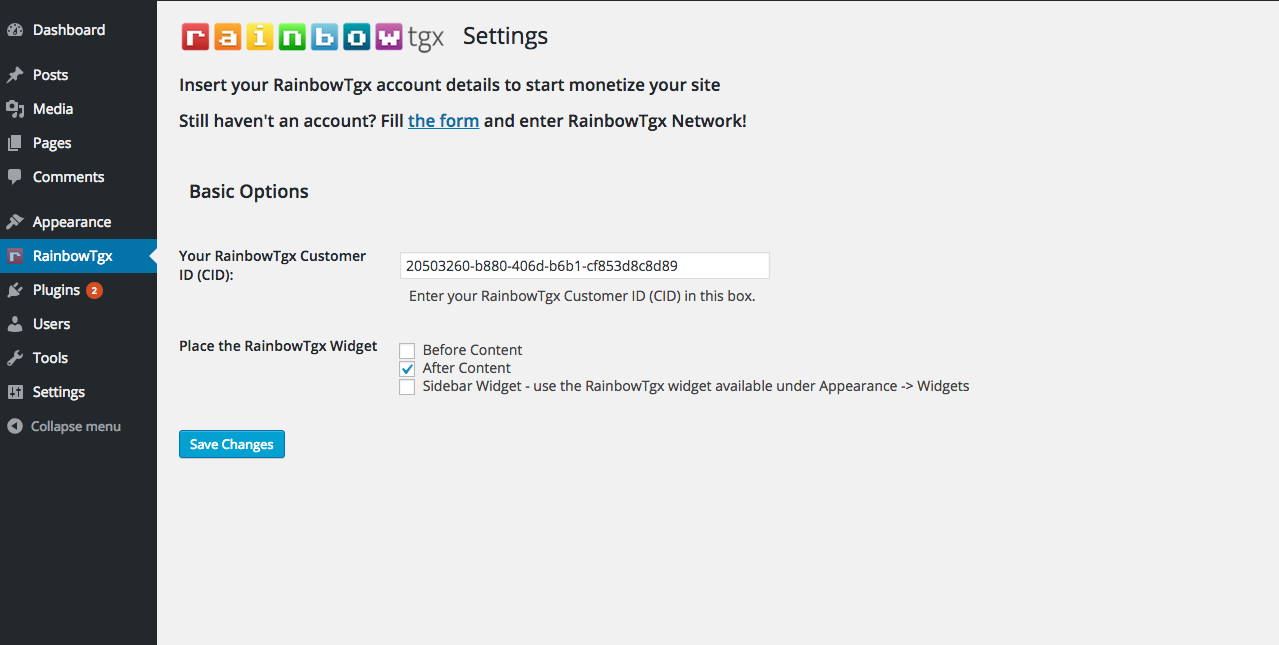 Dashboard
Posts
Media
Pages
Comments
Appearance
RainbowTgx
Plugins 2
Users
Tools
Settings
Collapse menu
rainbowtgx Settings
Insert your RainbowTgx account details to start monetize your site
Still haven't an account? Fill the form and enter RainbowTgx Network!
Basic Options
Your RainbowTgx Customer
ID (CID):
20503260-b880-406d-b6b1-cf853d8c8d89
Enter your RainbowTgx Customer ID (CID) in this box.
Place the RainbowTgx Widget
Before Content
After Content
Sidebar Widget - use the RainbowTgx widget available under Appearance -> Widgets
Save Changes